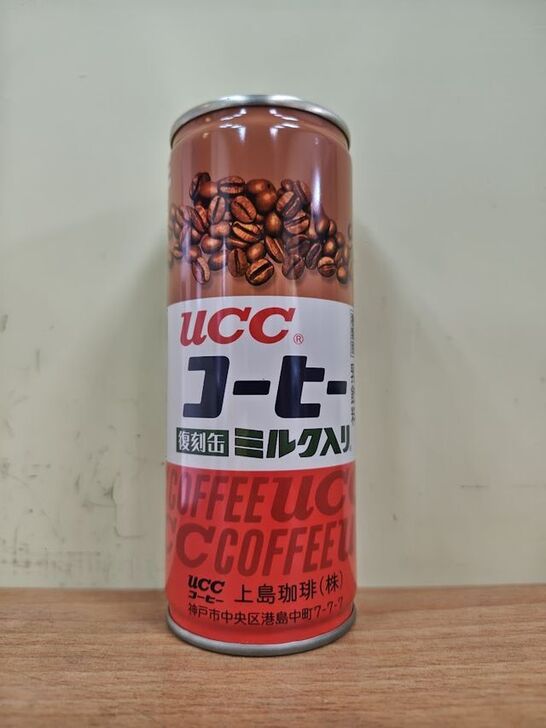 UCC®
コーヒー
復刻缶 ミルク入り
COFFEE UCC
CC COFFEE U
UCC
コーヒー 上島珈琲(株)
神戸市中央区港島中町7-7-7